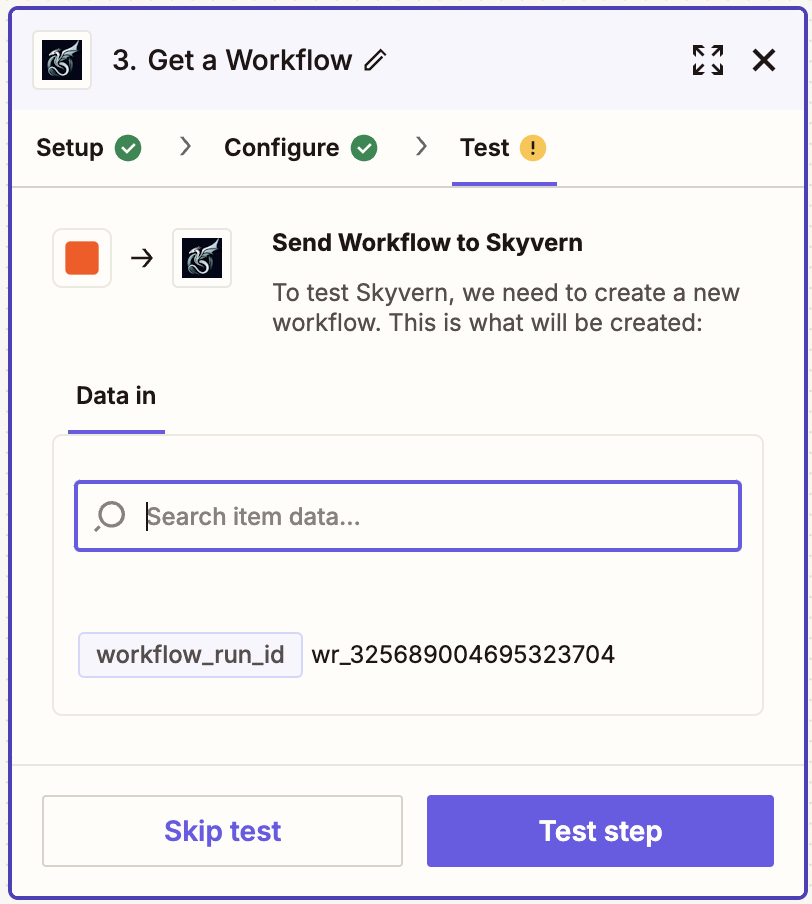 3. Get a Workflow
Setup
Configure
Test
Send Workflow to Skyvern
To test Skyvern, we need to create a new
workflow. This is what will be created:
Data in
Search item data...
workflow_run_id wr_325689004695323704
Skip test
Test step